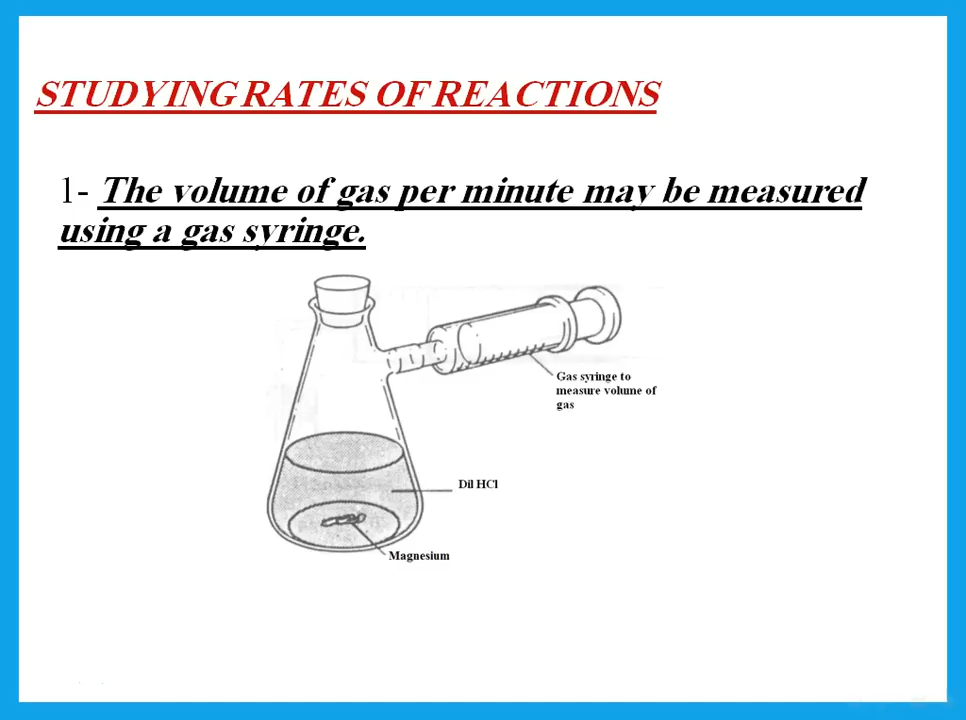 STUDYING RATES OF REACTIONS
1- The volume of gas per minute may be measured
using a gas syringe.
Gas syringe to
measure volume of
gas
Dil HCl
Magnesium